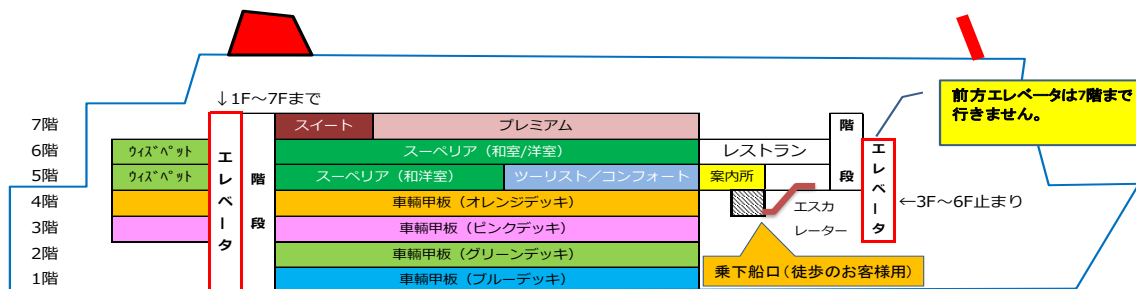 ↓1F～7Fまで
前方エレベータは7階まで
行きません。
7階
スイート
プレミアム
階段
6階
ウィズペット
エレベータ
スーペリア（和室/洋室）
レストラン
エレベータ
5階
ウィズペット
階段
スーペリア（和洋室）
ツーリスト／コンフォート
案内所
4階
車輌甲板（オレンジデッキ）
エスカ
レーター
←3F～6F止まり
3階
車輌甲板（ピンクデッキ）
2階
車輌甲板（グリーンデッキ）
乗下船口（徒歩のお客様用）
1階
車輌甲板（ブルーデッキ）